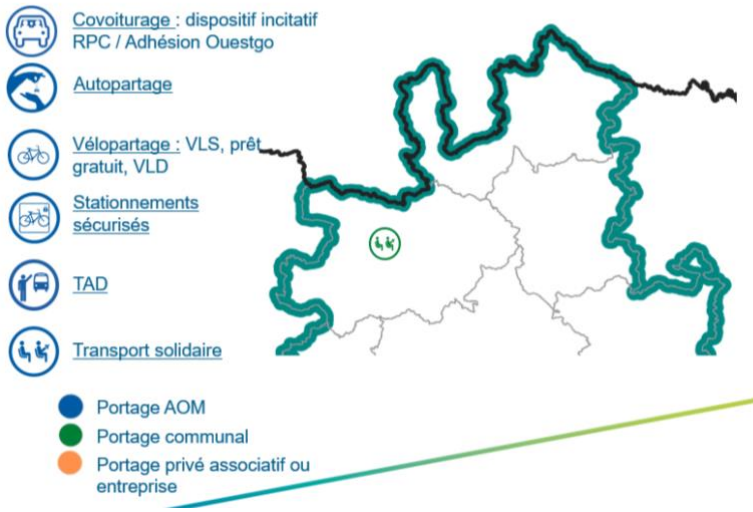 Covoiturage : dispositif incitatif
RPC / Adhésion Ouestgo
Autopartage
Vélopartage : VLS, prêt
gratuit, VLD
Stationnements
sécurisés
TAD
Transport solidaire
Portage AOM
Portage communal
Portage privé associatif ou
entreprise